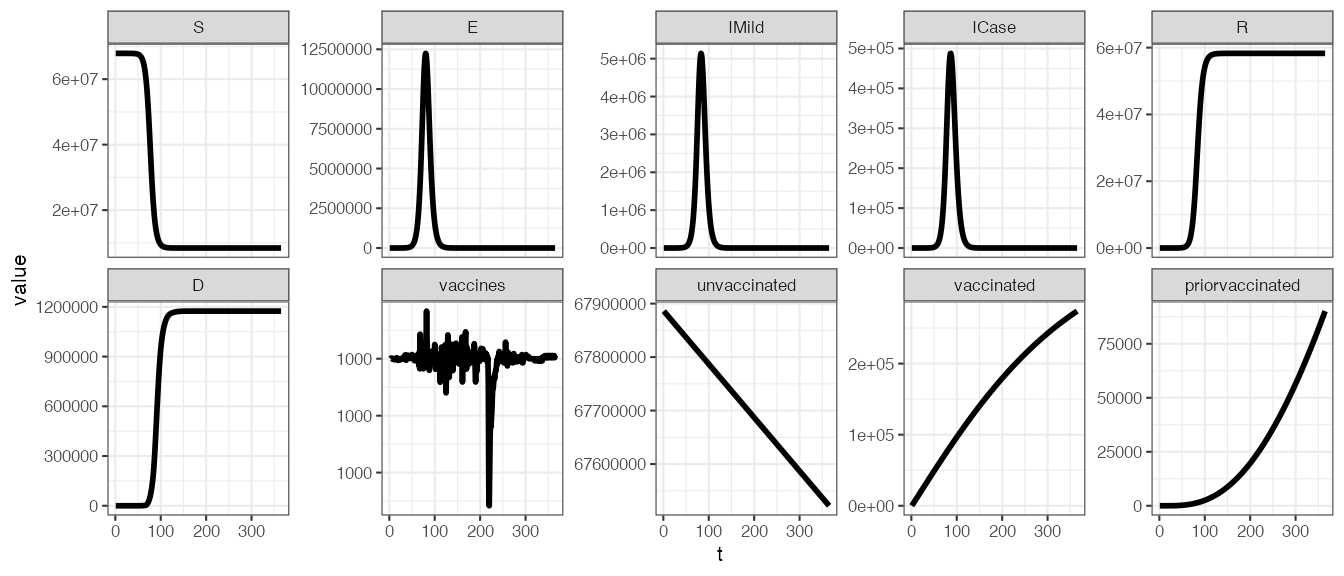 S
E
IMild
ICase
R
6e+07
4e+07
2e+07
12500000
10000000
7500000
5000000
2500000
0
5e+06
4e+06
3e+06
2e+06
1e+06
0e+00
5e+05
4e+05
3e+05
2e+05
1e+05
0e+00
6e+07
4e+07
2e+07
0e+00
value
D
vaccines
unvaccinated
vaccinated
priorvaccinated
1200000
900000
600000
300000
0
1000
1000
1000
67900000
67800000
67700000
67600000
2e+05
1e+05
0e+00
75000
50000
25000
0
0 100 200 300
0 100 200 300
0 100 200 300
0 100 200 300
0 100 200 300
t